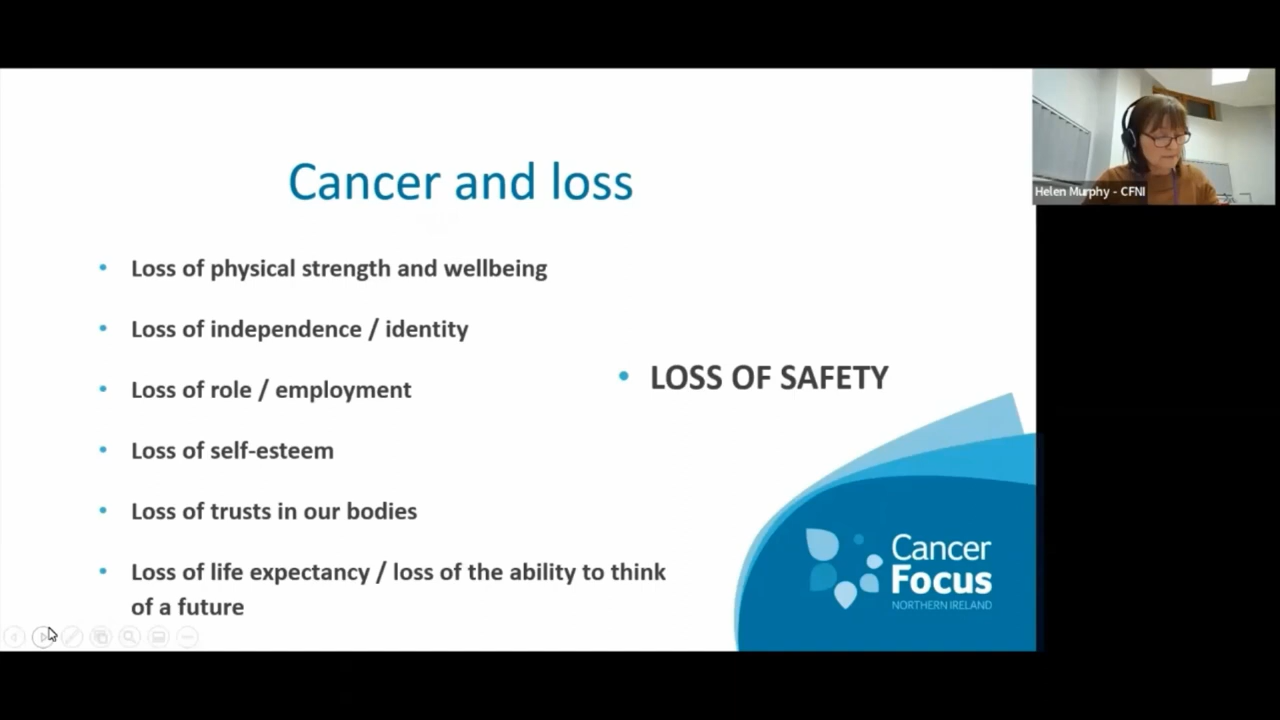 Cancer and loss
Loss of physical strength and wellbeing
Loss of independence / identity
Loss of role / employment
Loss of self-esteem
Loss of trusts in our bodies
Loss of life expectancy / loss of the ability to think
of a future
LOSS OF SAFETY
Cancer
Focus
NORTHERN IRELAND
Helen Murphy - CFNI